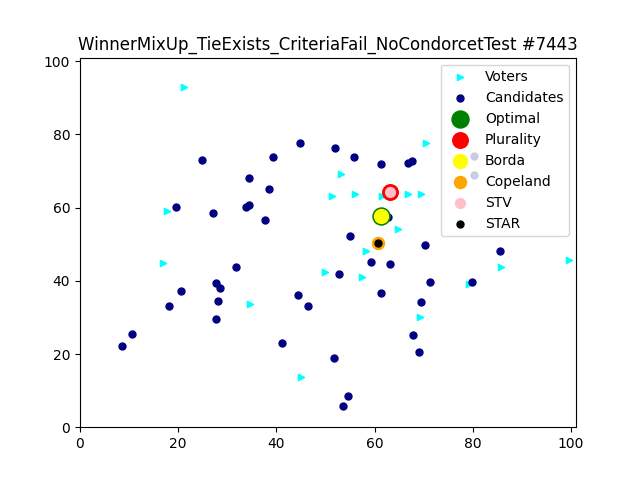 WinnerMixUp_TieExists_CriteriaFail_NoCondorcetTest #7443
100
80
60
40
20
0
0 20 40 60 80 100
Voters
Candidates
Optimal
Plurality
Borda
Copeland
STV
STAR